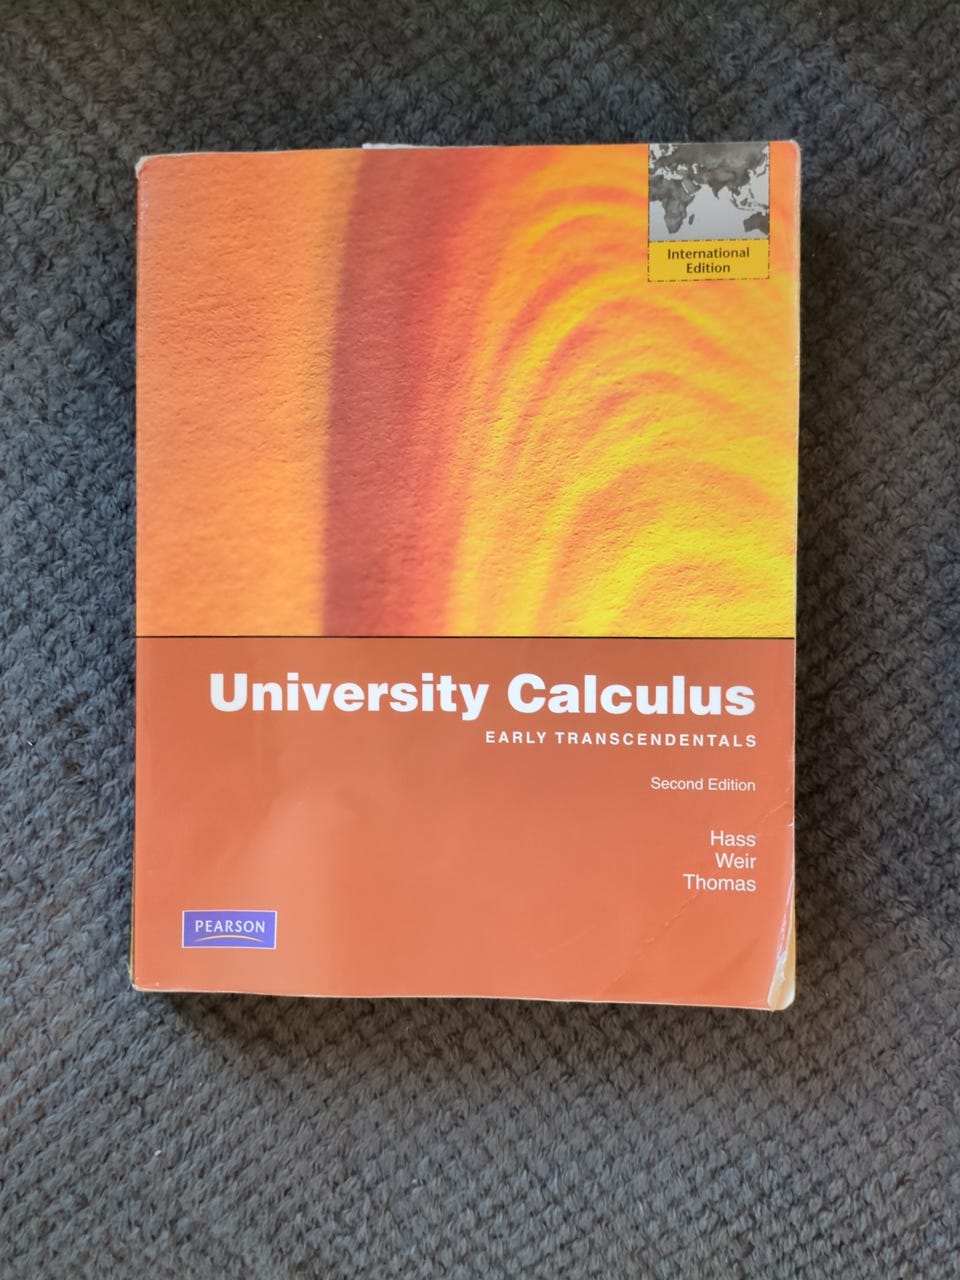 International
Edition
University Calculus
EARLY TRANSCENDENTALS
Second Edition
Hass
Weir
Thomas
PEARSON